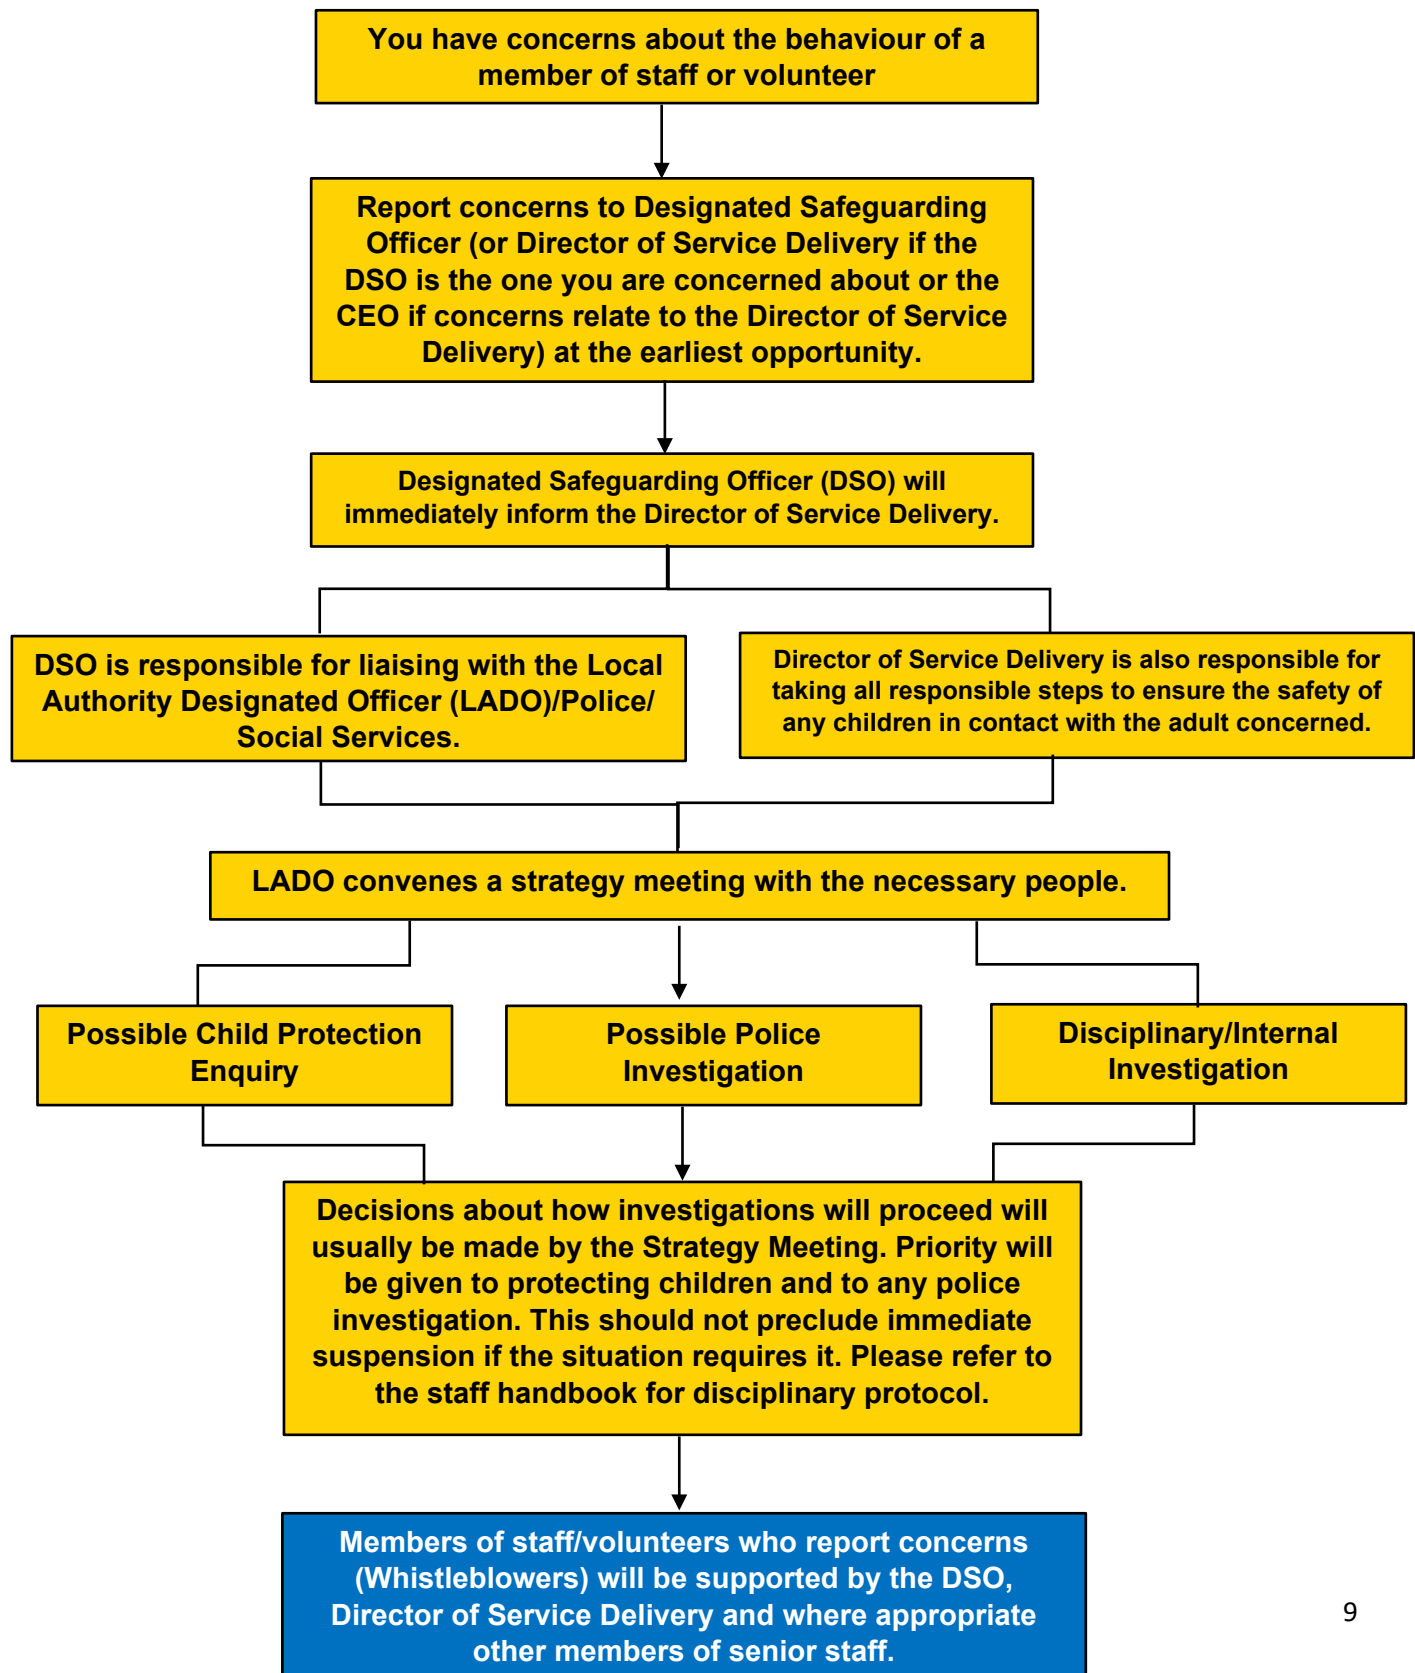 You have concerns about the behaviour of a
member of staff or volunteer
Report concerns to Designated Safeguarding
Officer (or Director of Service Delivery if the
DSO is the one you are concerned about or the
CEO if concerns relate to the Director of Service
Delivery) at the earliest opportunity.
Designated Safeguarding Officer (DSO) will
immediately inform the Director of Service Delivery.
DSO is responsible for liaising with the Local
Authority Designated Officer (LADO)/Police/
Social Services.
Director of Service Delivery is also responsible for
taking all responsible steps to ensure the safety of
any children in contact with the adult concerned.
LADO convenes a strategy meeting with the necessary people.
Possible Child Protection
Enquiry
Possible Police
Investigation
Disciplinary/Internal
Investigation
Decisions about how investigations will proceed will
usually be made by the Strategy Meeting. Priority will
be given to protecting children and to any police
investigation. This should not preclude immediate
suspension if the situation requires it. Please refer to
the staff handbook for disciplinary protocol.
Members of staff/volunteers who report concerns
(Whistleblowers) will be supported by the DSO,
Director of Service Delivery and where appropriate
other members of senior staff.
9